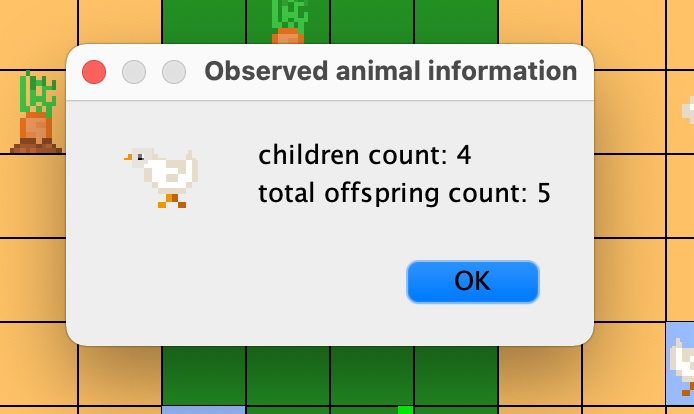 Observed animal information
children count: 4
total offspring count: 5
OK